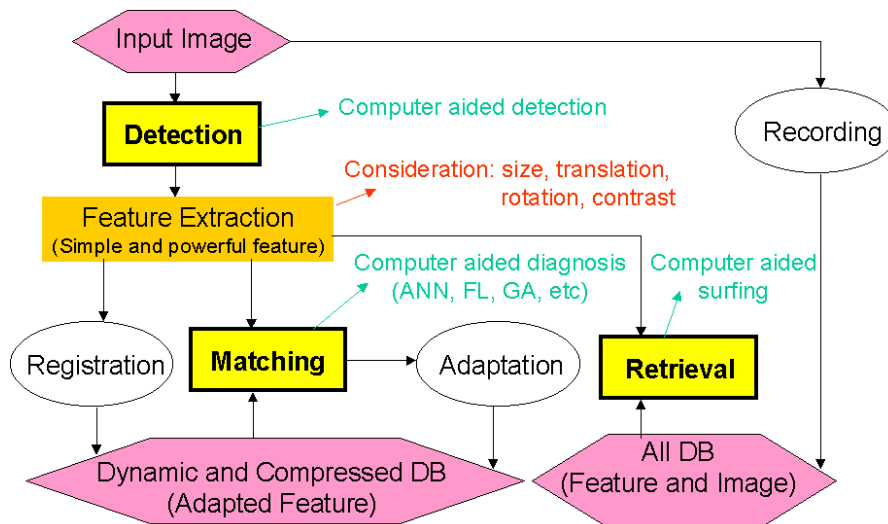 Input Image
Detection
Computer aided detection
Recording
Consideration: size, translation,
rotation, contrast
Feature Extraction
(Simple and powerful feature)
Computer aided diagnosis
(ANN, FL, GA, etc)
Computer aided
surfing
Registration
Matching
Adaptation
Retrieval
Dynamic and Compressed DB
(Adapted Feature)
All DB
(Feature and Image)